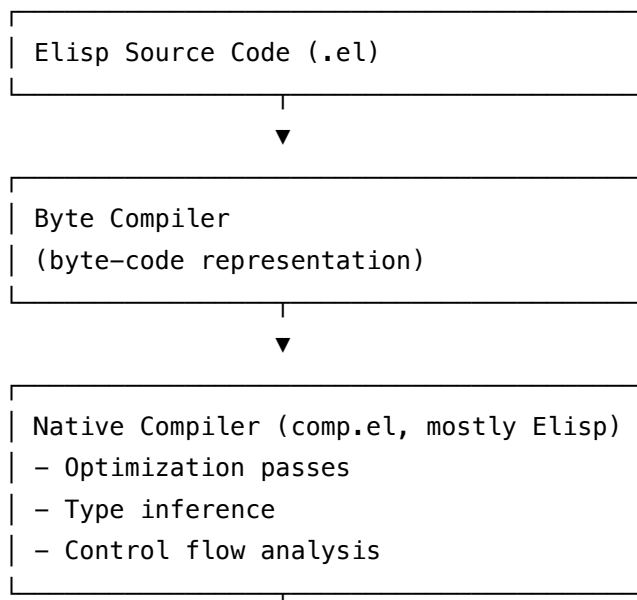 Elisp Source Code (.el)
Byte Compiler
(byte-code representation)
Native Compiler (comp.el, mostly Elisp)
- Optimization passes
- Type inference
- Control flow analysis